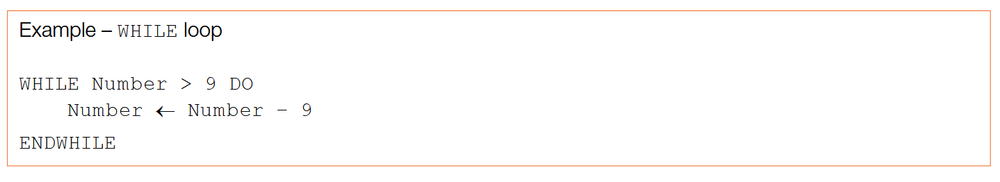 Example – WHILE loop
WHILE Number > 9 DO
    Number ← Number – 9
ENDWHILE